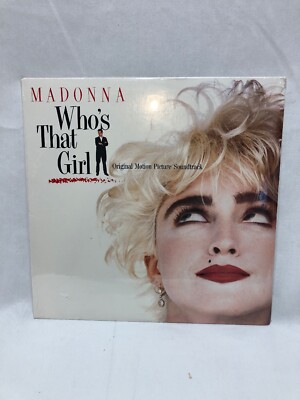 MADONNA
WHO'S
THAT
GIRL
Original Motion Picture Soundtrack